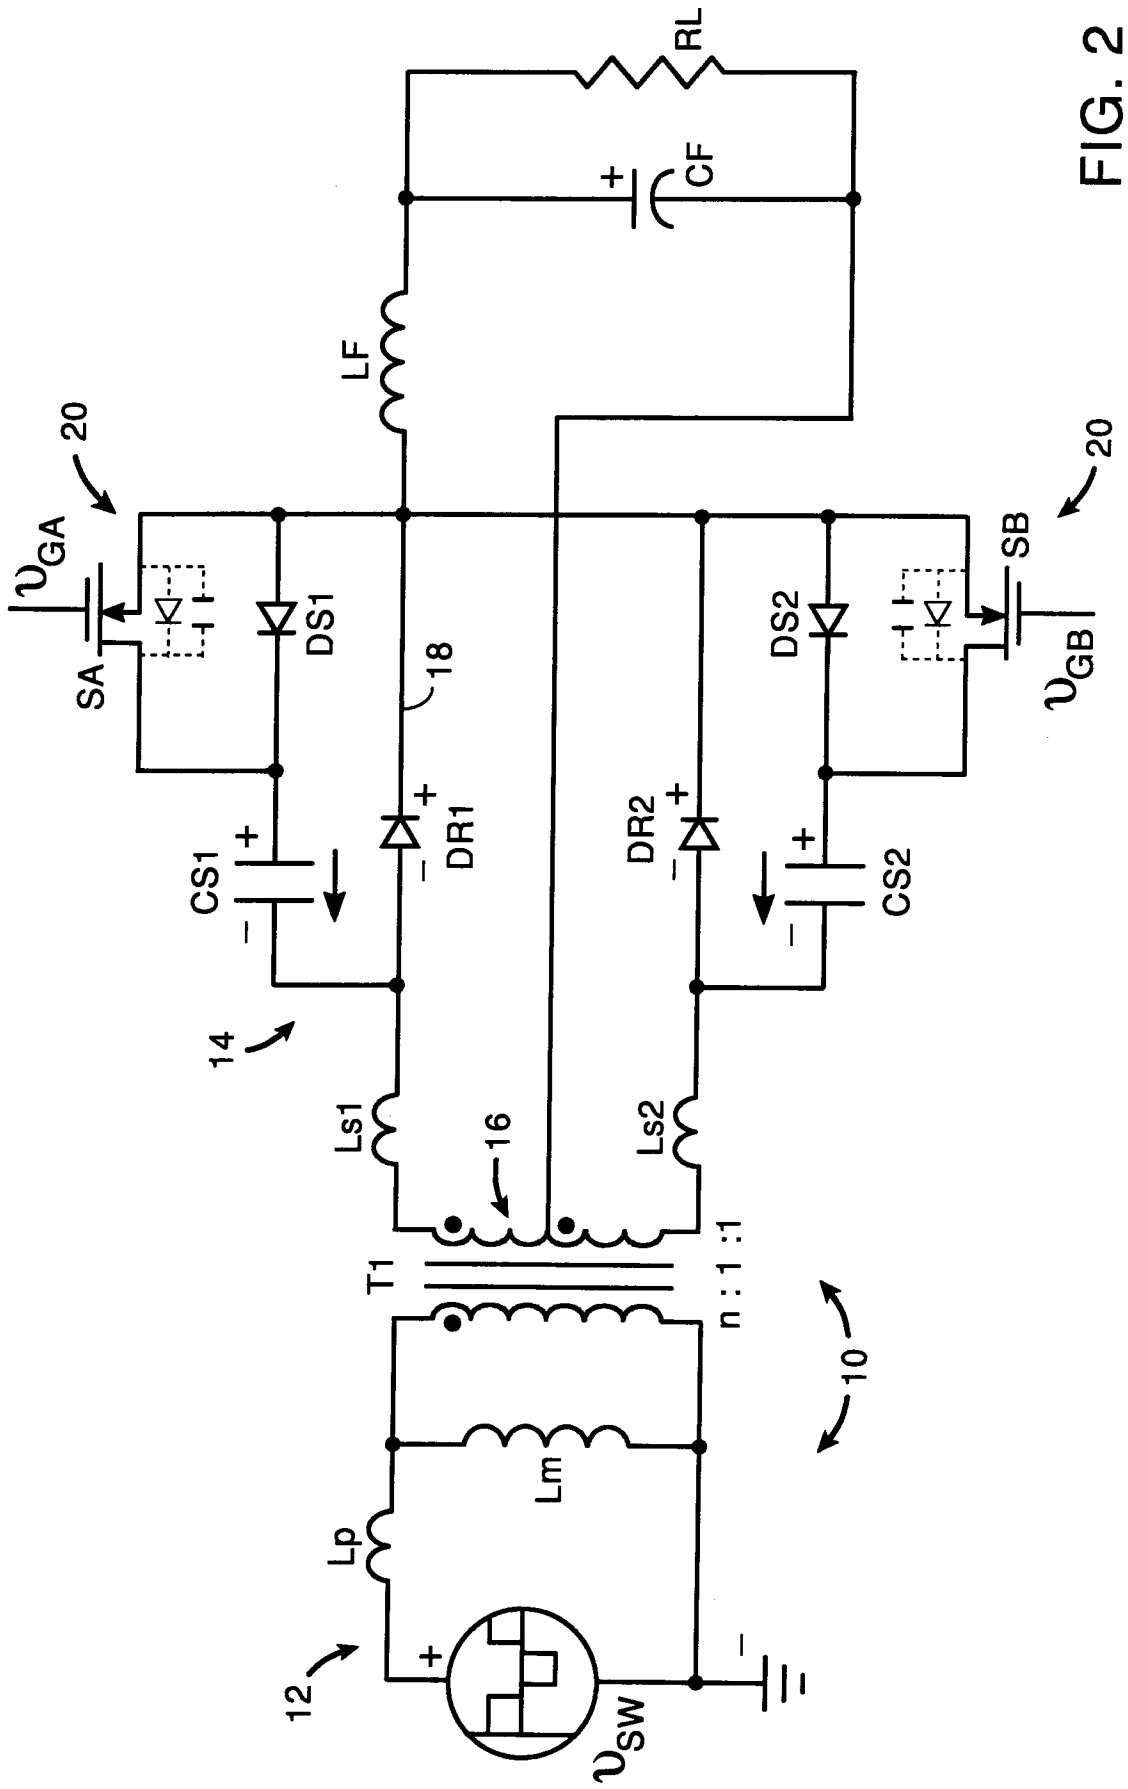 20
υGA
SA
DS1
CS1
+
−
14
LF
18
+
−
DR1
Ls1
T1
16
Lp
12
+
υSW
−
Lm
n : 1 : :1
10
Ls2
DR2
+
−
CS2
+
−
DS2
υGB
SB
20
+
CF
RL
FIG. 2